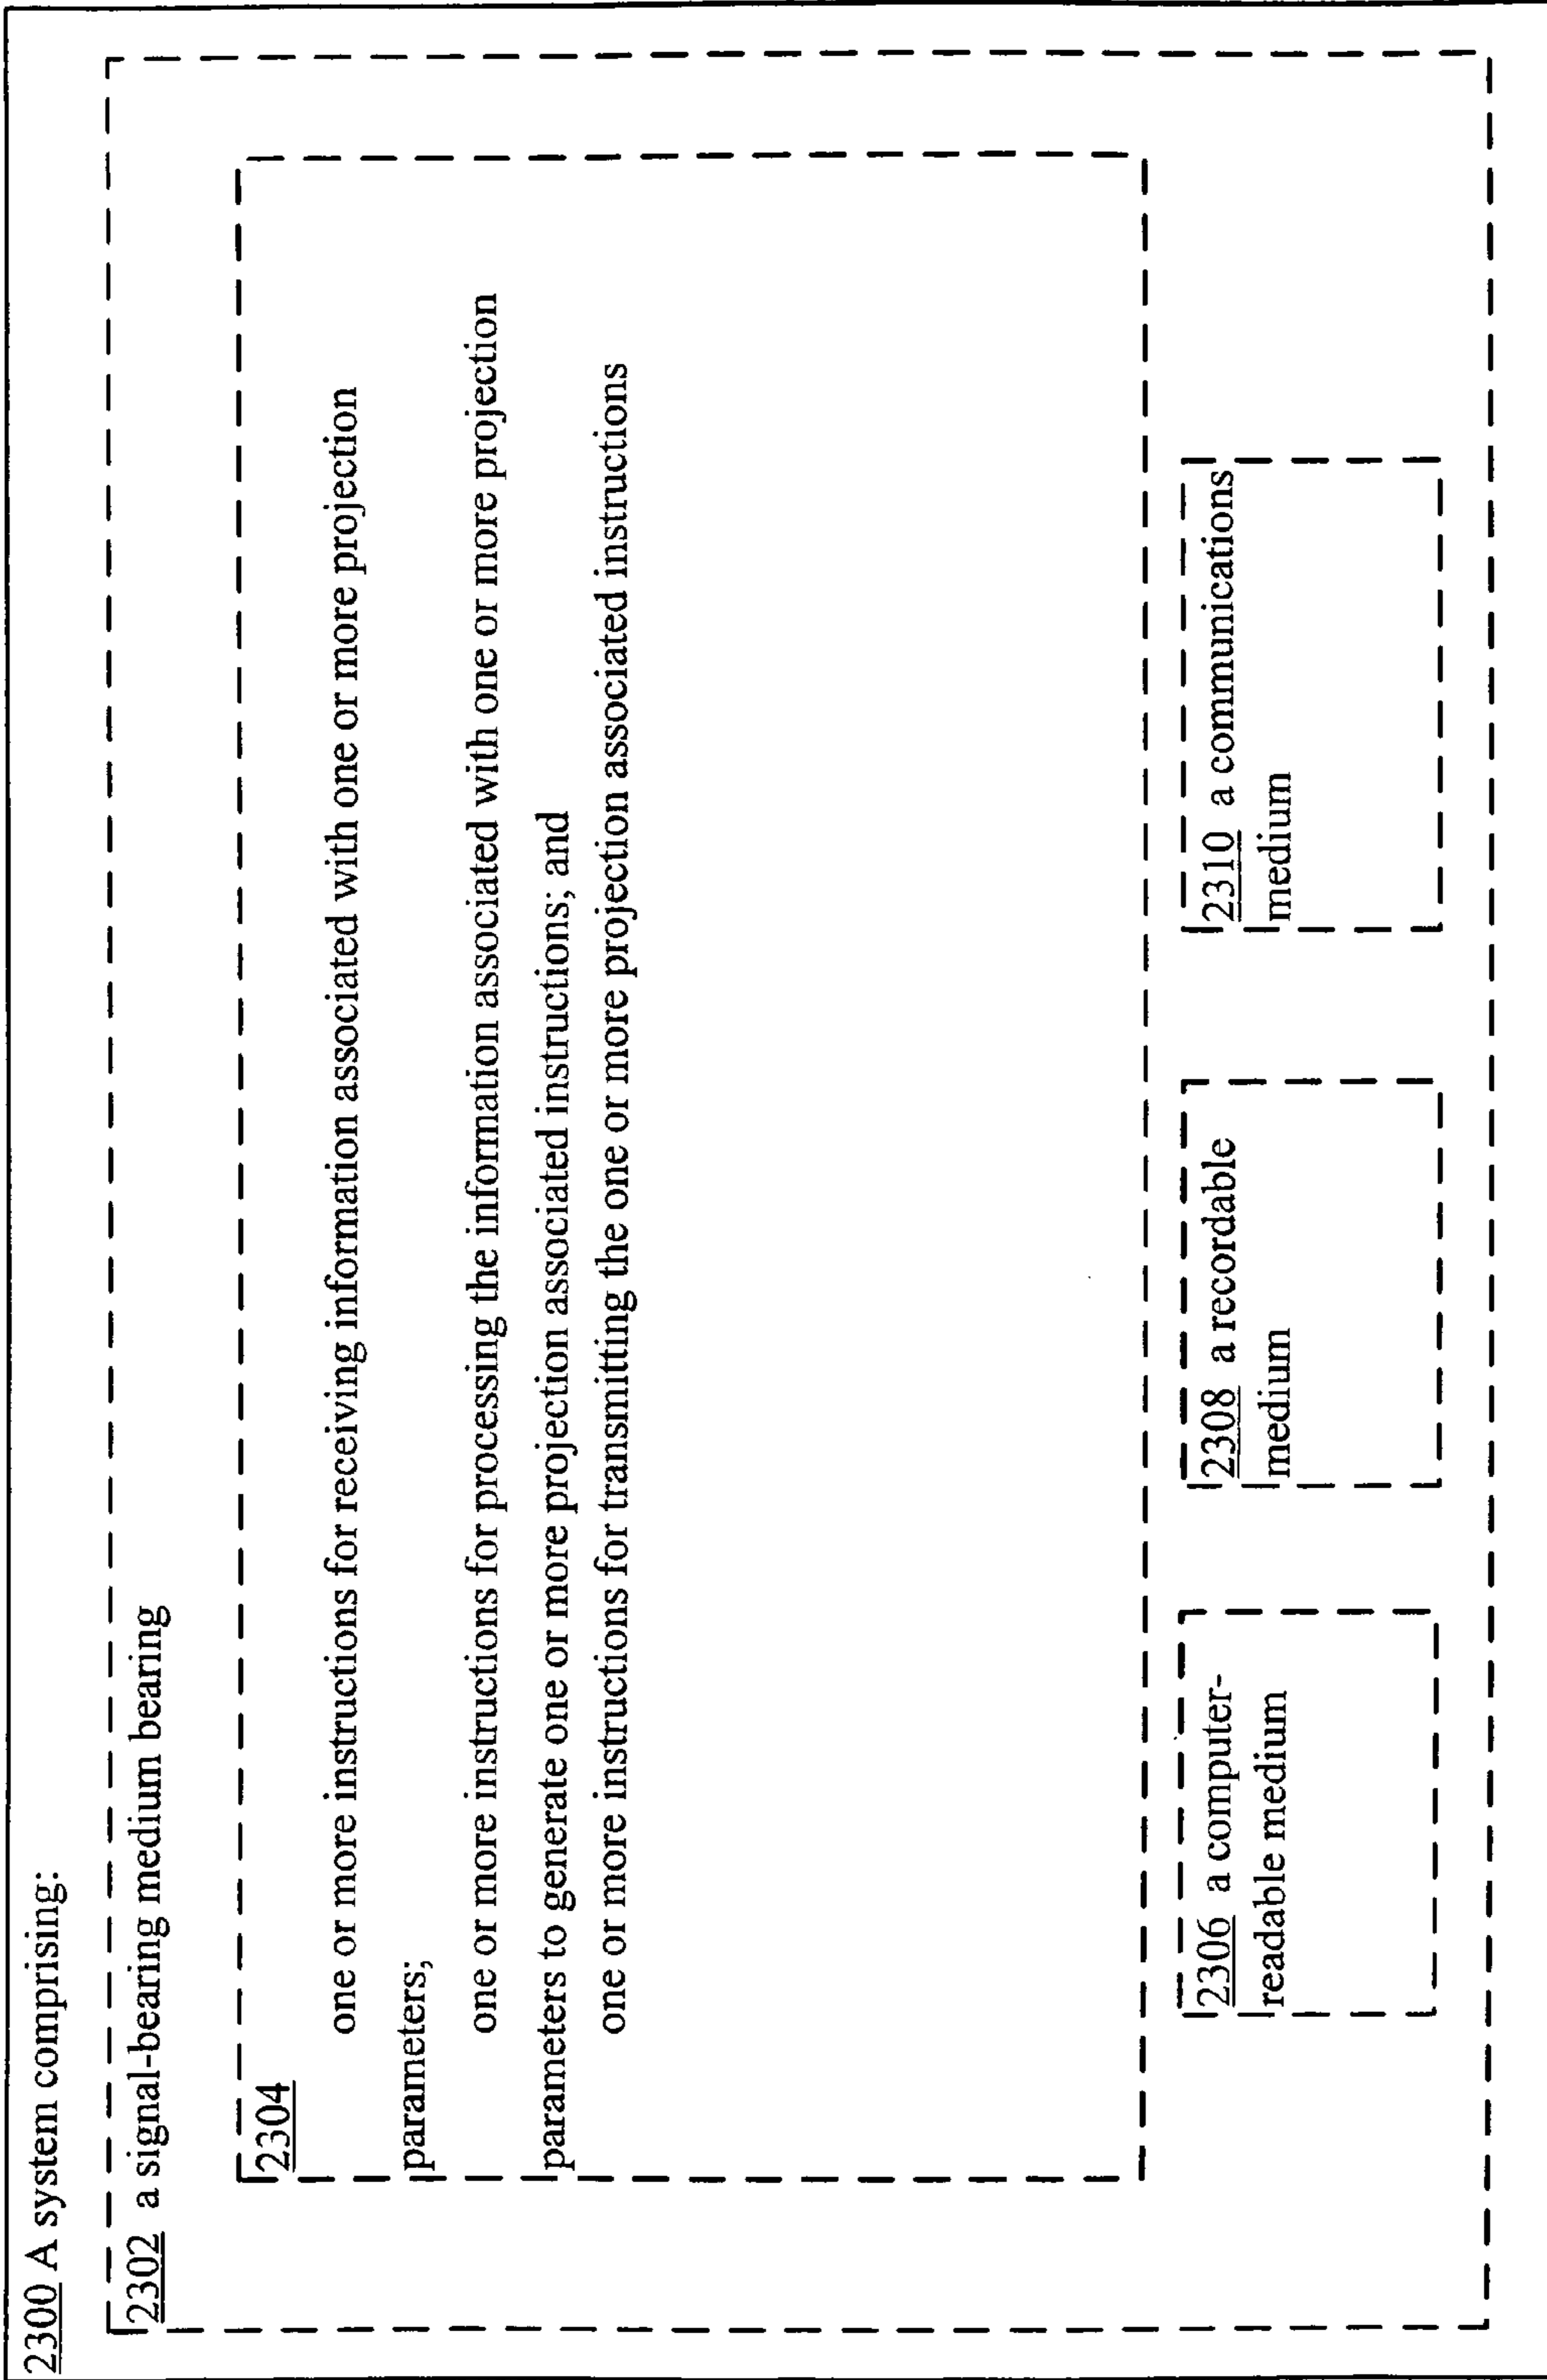 2300 A system comprising:
2302 a signal-bearing medium bearing
2304
one or more instructions for receiving information associated with one or more projection
parameters;
one or more instructions for processing the information associated with one or more projection
parameters to generate one or more projection associated instructions; and
one or more instructions for transmitting the one or more projection associated instructions
2306 a computer-
readable medium
2308 a recordable
medium
2310 a communications
medium